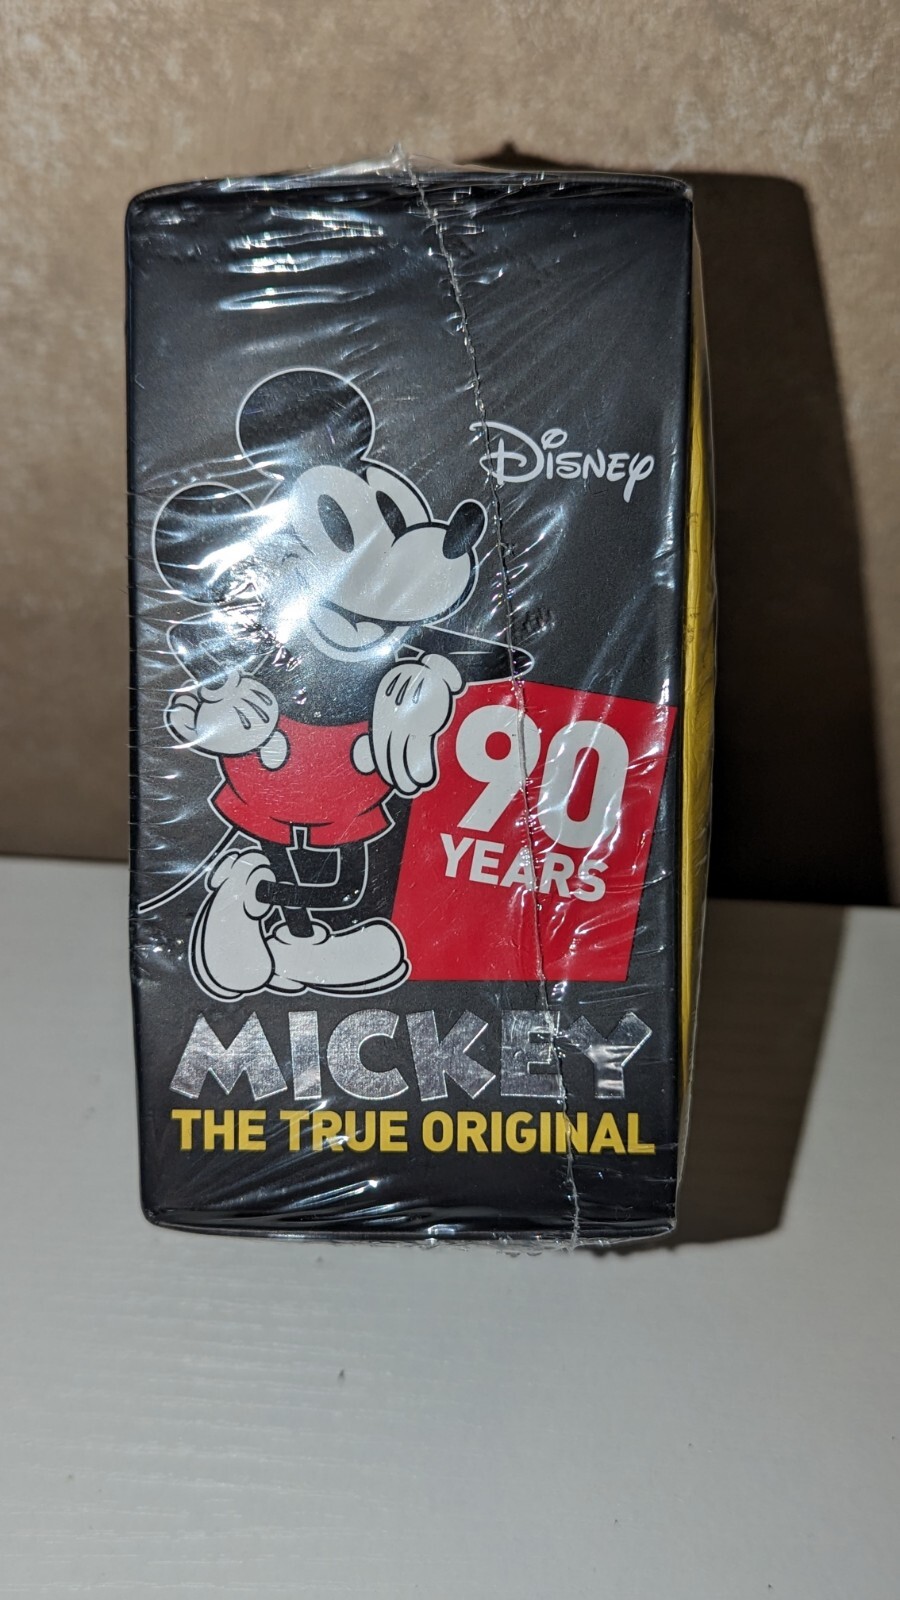 Disney
90
YEARS
MICKEY
THE TRUE ORIGINAL